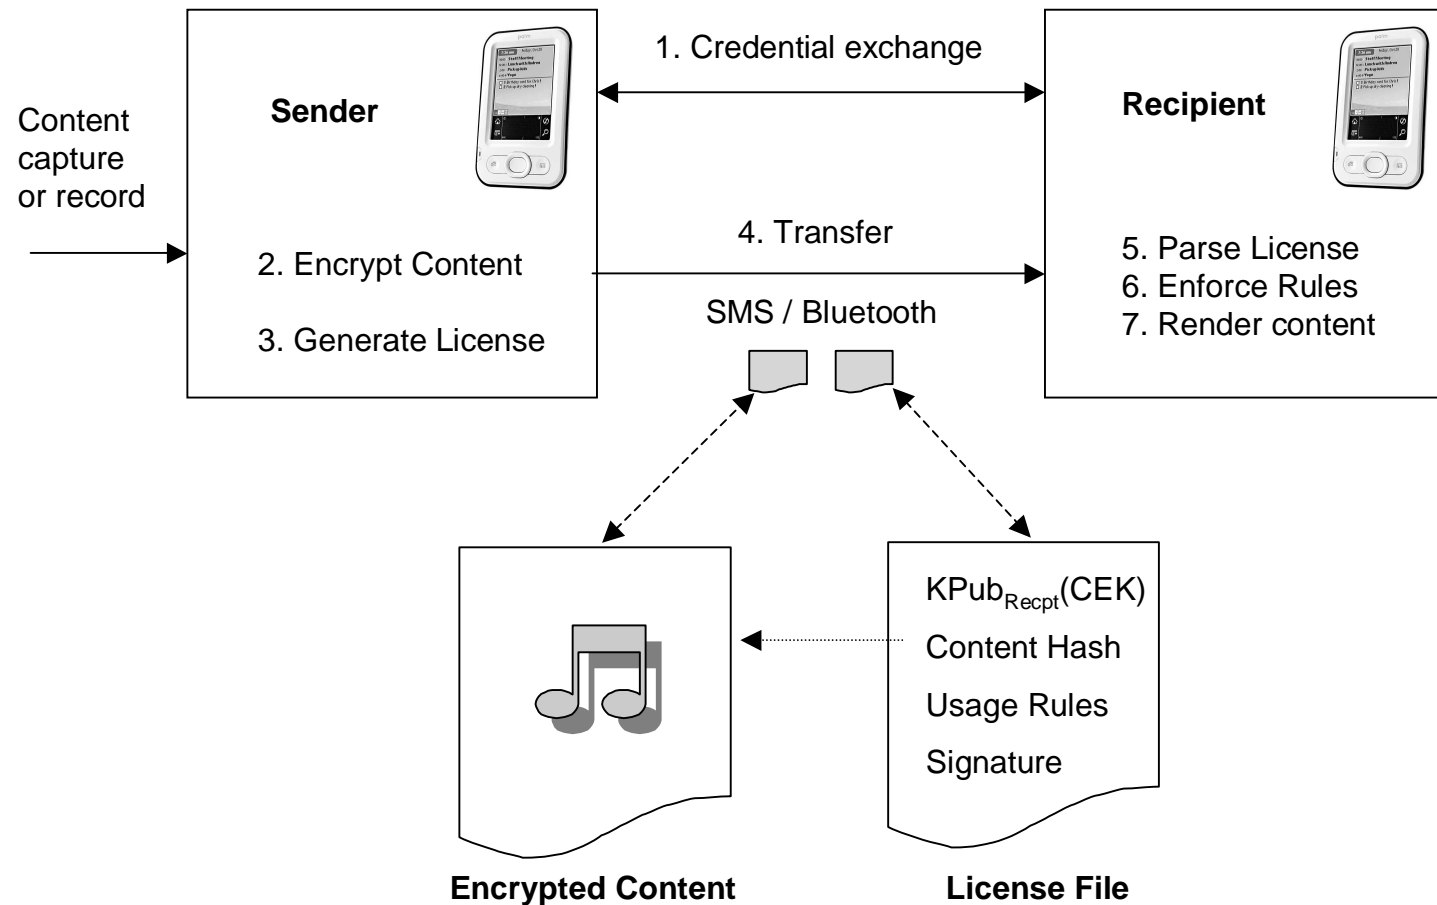 1. Credential exchange
Sender
Recipient
Content
capture
or record
4. Transfer
2. Encrypt Content
3. Generate License
SMS / Bluetooth
5. Parse License
6. Enforce Rules
7. Render content
KPubRecpt(CEK)
Content Hash
Usage Rules
Signature
Encrypted Content
License File